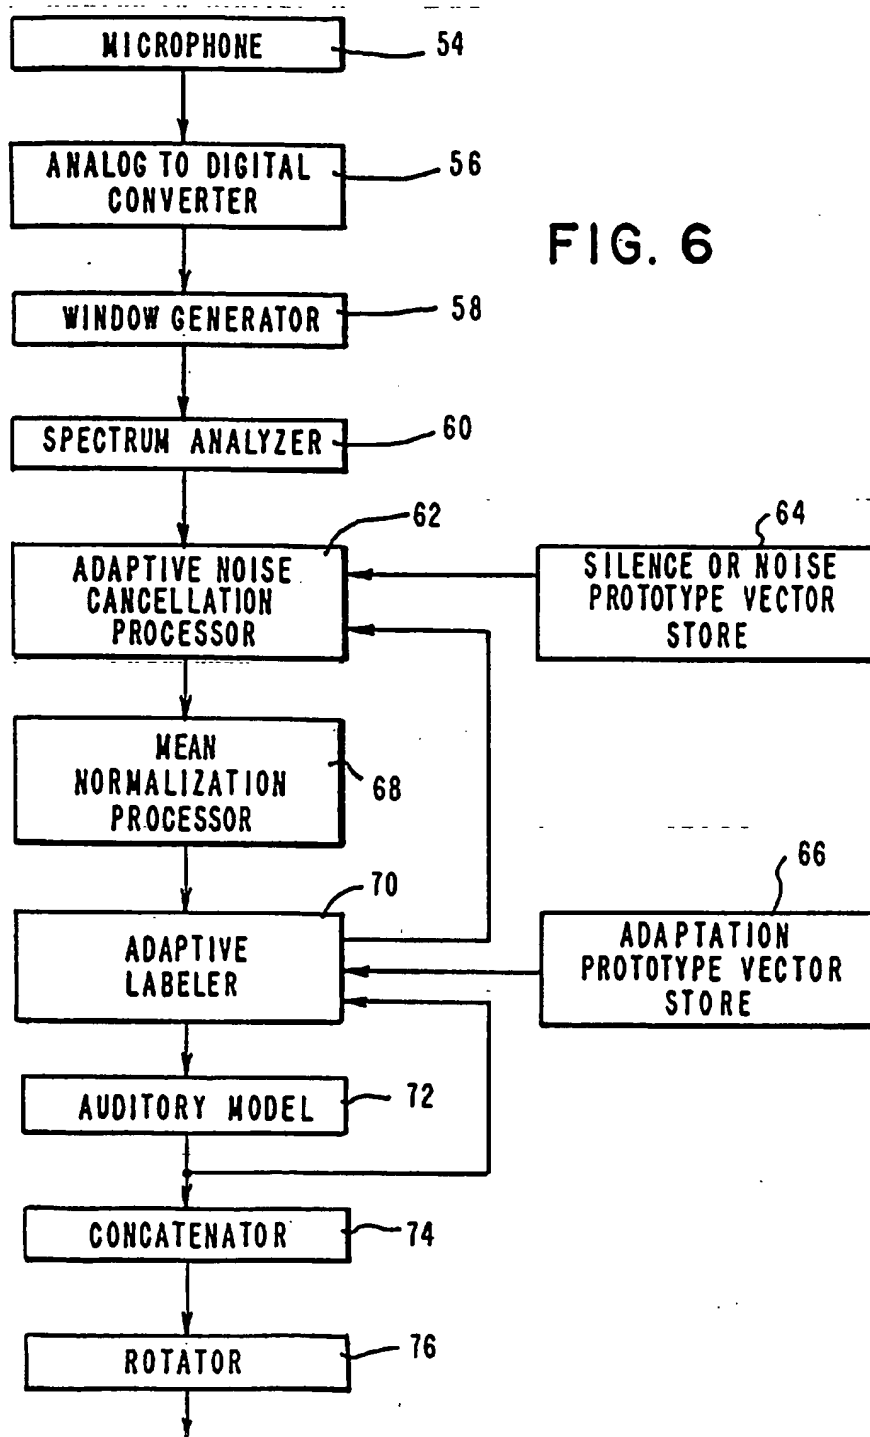 MICROPHONE
54
ANALOG TO DIGITAL
CONVERTER
56
FIG. 6
WINDOW GENERATOR
58
SPECTRUM ANALYZER
60
62
ADAPTIVE NOISE
CANCELLATION
PROCESSOR
64
SILENCE OR NOISE
PROTOTYPE VECTOR
STORE
MEAN
NORMALIZATION
PROCESSOR
68
70
ADAPTIVE
LABELER
66
ADAPTATION
PROTOTYPE VECTOR
STORE
AUDITORY MODEL
72
CONCATENATOR
74
ROTATOR
76